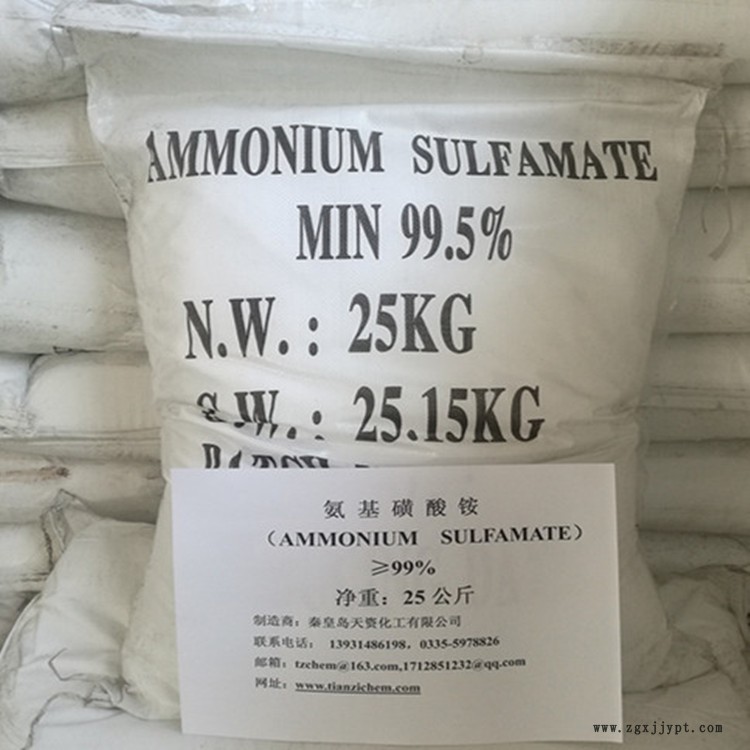 AMMONIUM SULFAMATE
MIN 99.5%
N.W.: 25KG
G.W.: 25.15KG
BATCH
氨基磺酸铵
（AMMONIUM SULFAMATE）
≥99%
净重：25公斤
制造商：秦皇岛天资化工有限公司
联系电话： 13931486198，0335-5978826
邮箱：tzchem@163.com,1712851232@qq.com
网址：www.tianzichem.com
www.zgxjjypt.com